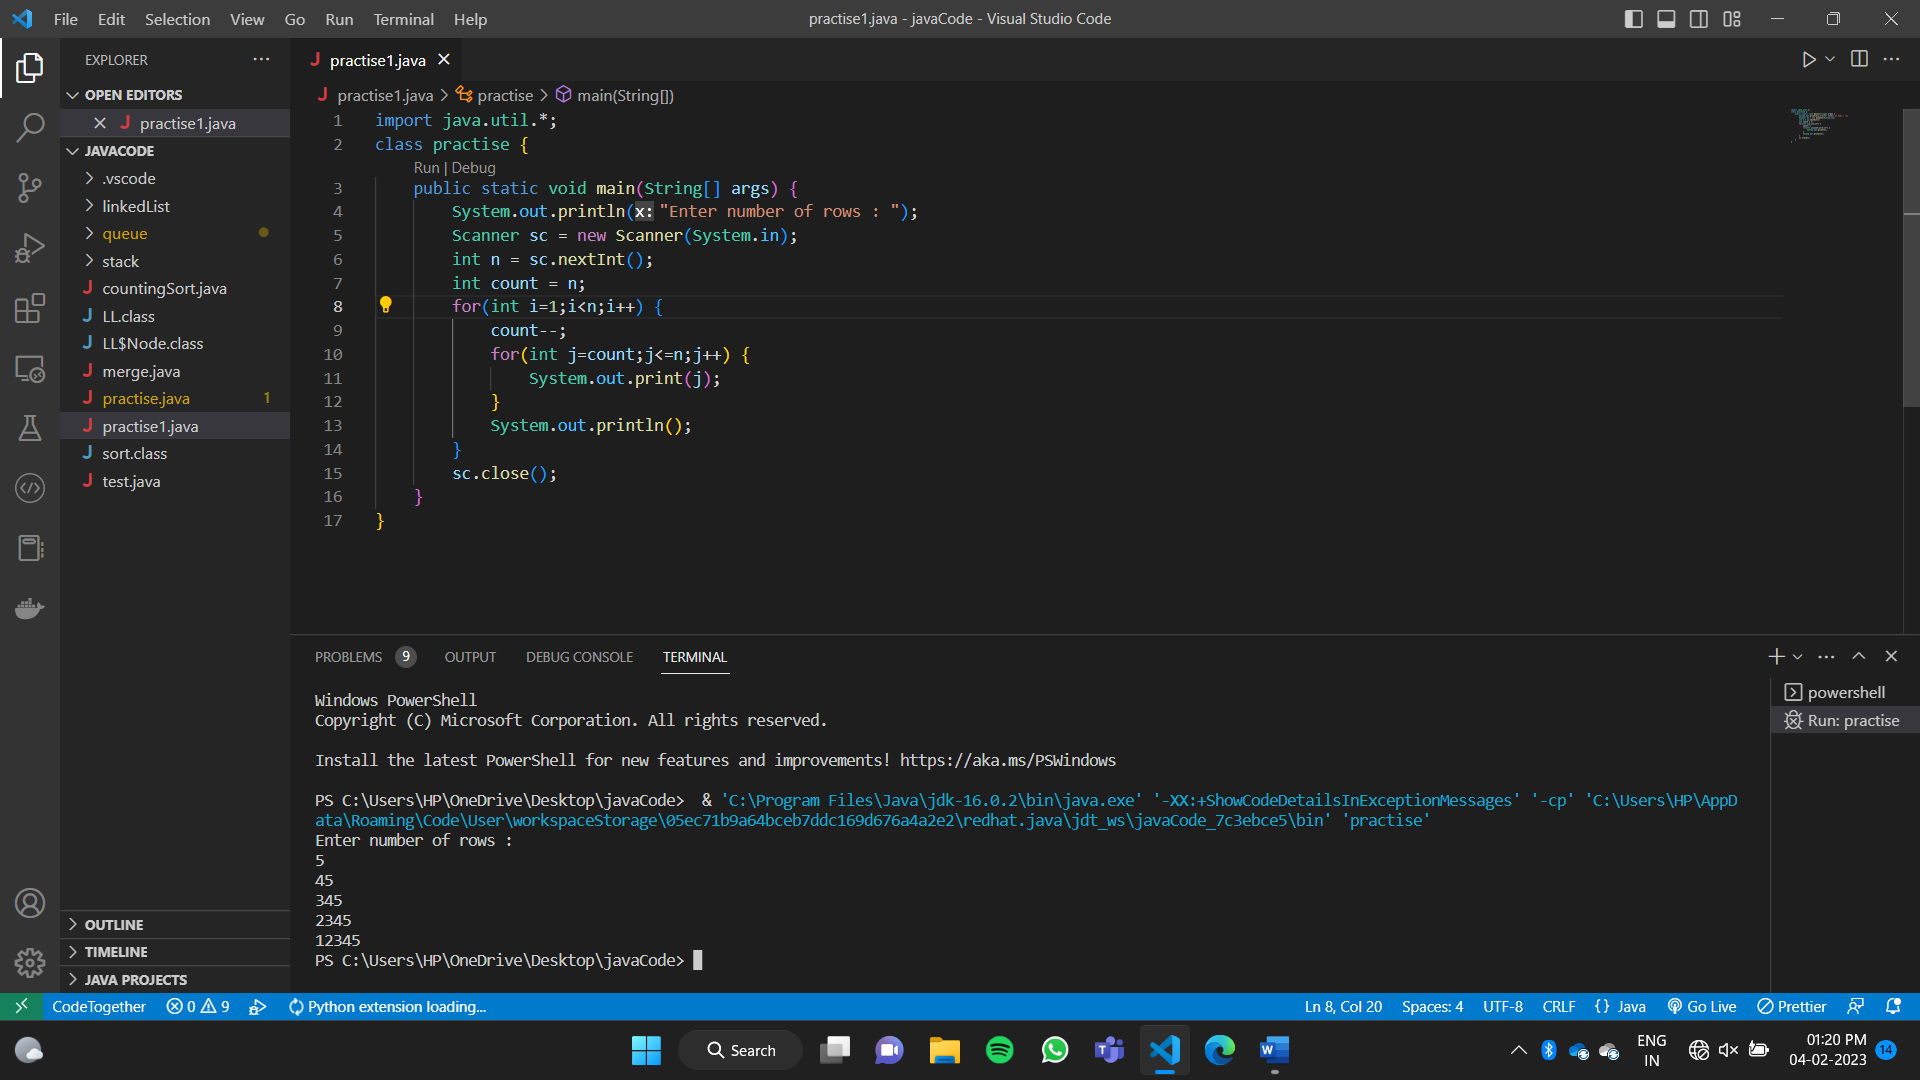 File Edit Selection View Go Run Terminal Help
practise1.java - javaCode - Visual Studio Code
EXPLORER
OPEN EDITORS
practise1.java
JAVACODE
.vscode
linkedList
queue
stack
countingSort.java
LL.class
LL$Node.class
merge.java
practise.java 1
practise1.java
sort.class
test.java
OUTLINE
TIMELINE
JAVA PROJECTS
practise1.java
practise1.java > practise > main(String[])
1 import java.util.*;
2 class practise {
Run | Debug
3 public static void main(String[] args) {
4 System.out.println(x: "Enter number of rows : ");
5 Scanner sc = new Scanner(System.in);
6 int n = sc.nextInt();
7 int count = n;
8 for(int i=1;i<n;i++) {
9 count--;
10 for(int j=count;j<=n;j++) {
11 System.out.print(j);
12 }
13 System.out.println();
14 }
15 sc.close();
16 }
17 }
PROBLEMS 9 OUTPUT DEBUG CONSOLE TERMINAL
Windows PowerShell
Copyright (C) Microsoft Corporation. All rights reserved.
Install the latest PowerShell for new features and improvements! https://aka.ms/PSWindows
PS C:\Users\HP\OneDrive\Desktop\javaCode>  & 'C:\Program Files\Java\jdk-16.0.2\bin\java.exe' '-XX:+ShowCodeDetailsInExceptionMessages' '-cp' 'C:\Users\HP\AppD
ata\Roaming\Code\User\workspaceStorage\05ec71b9a64bceb7ddc169d676a4a2e2\redhat.java\jdt_ws\javaCode_7c3ebce5\bin' 'practise'
Enter number of rows :
5
45
345
2345
12345
PS C:\Users\HP\OneDrive\Desktop\javaCode>
powershell
Run: practise
CodeTogether 0 9 Python extension loading... Ln 8, Col 20 Spaces: 4 UTF-8 CRLF {} Java Go Live Prettier
Search
ENG
IN
01:20 PM
04-02-2023
14